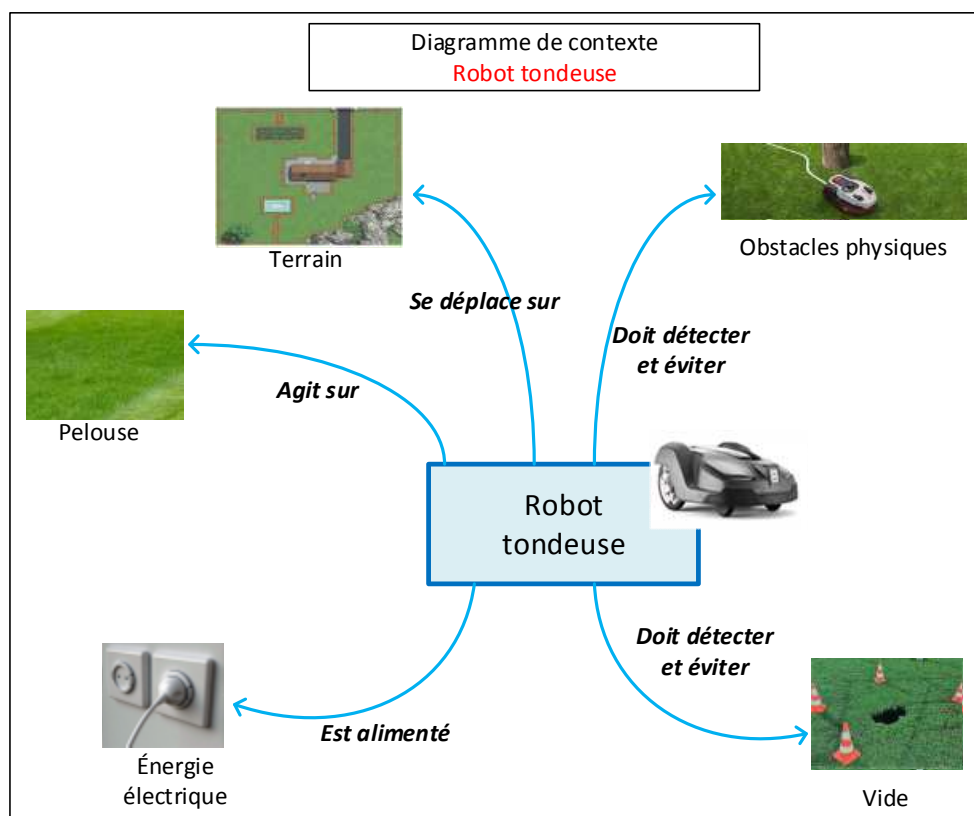 Diagramme de contexte
Robot tondeuse
Terrain
Obstacles physiques
Se déplace sur
Doit détecter
et éviter
Pelouse
Agit sur
Robot
tondeuse
Doit détecter
et éviter
Est alimenté
Énergie
électrique
Vide